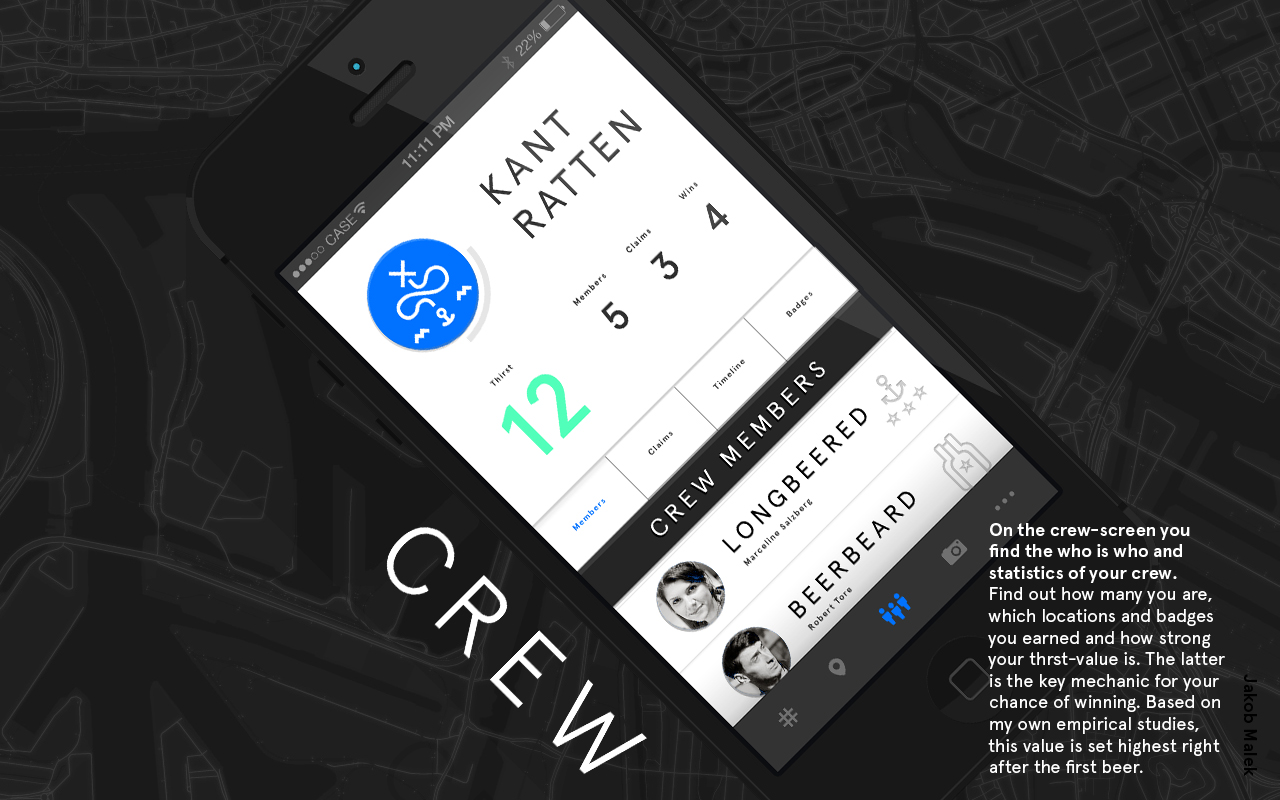 CASE
11:11 PM
22%
KANT
RATTEN
Thirst
12
Members
5
Claims
3
Wins
4
Members
Claims
Timeline
Badges
CREW MEMBERS
LONGBEERED
Marceline Salzberg
BEERBEARD
Robert Tore
CREW
On the crew-screen you
find the who is who and
statistics of your crew.
Find out how many you are,
which locations and badges
you earned and how strong
your thrst-value is. The latter
is the key mechanic for your
chance of winning. Based on
my own empirical studies,
this value is set highest right
after the first beer.
Jakob Malek